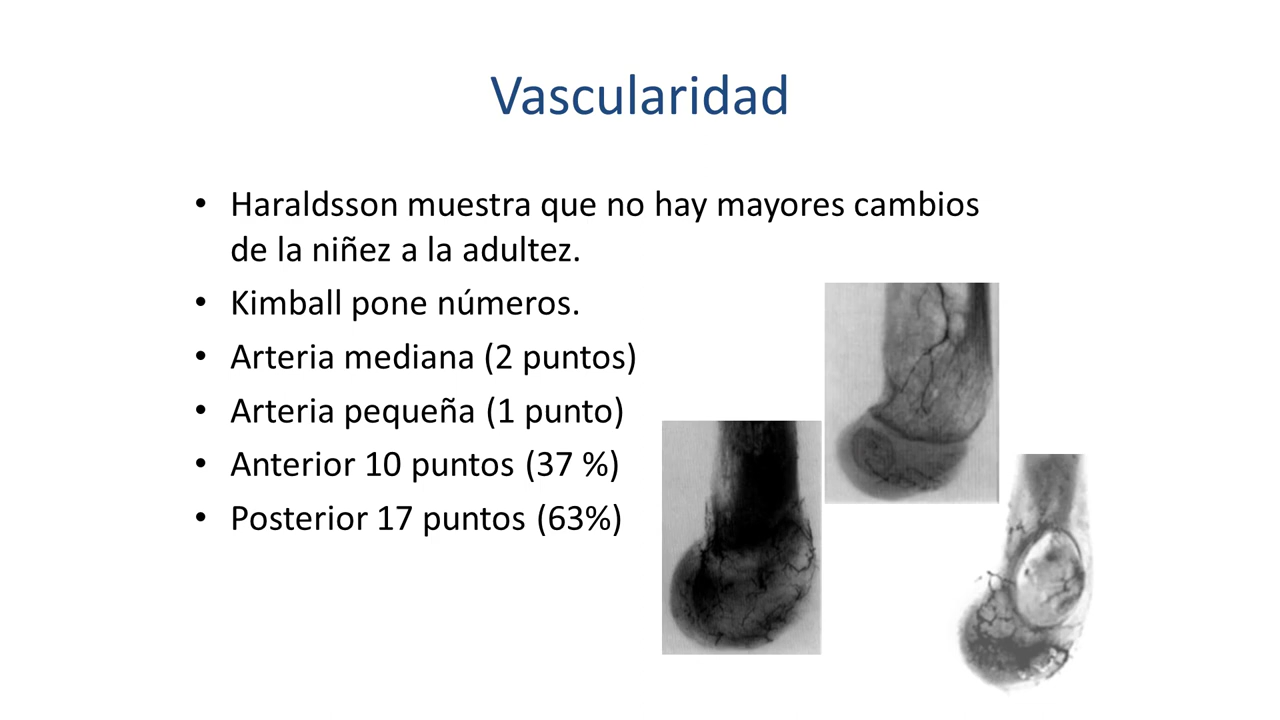 Vascularidad
• Haraldsson muestra que no hay mayores cambios
de la niñez a la adultez.
• Kimball pone números.
• Arteria mediana (2 puntos)
• Arteria pequeña (1 punto)
• Anterior 10 puntos (37 %)
• Posterior 17 puntos (63%)